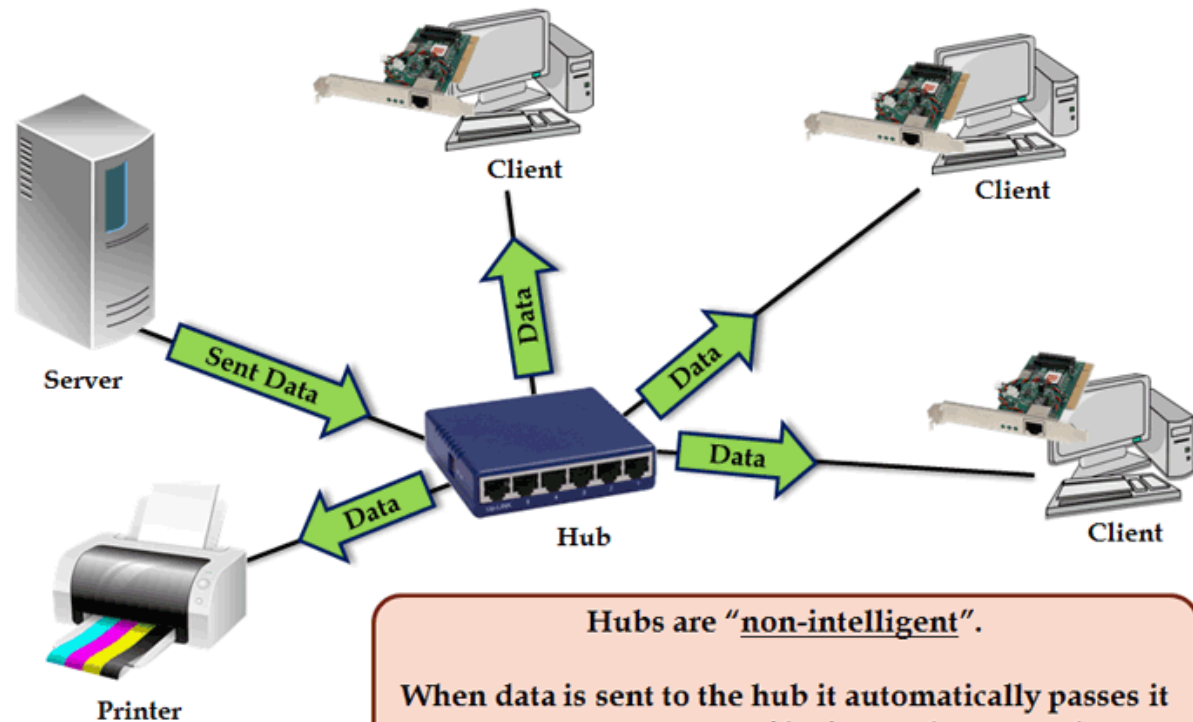 Client
Client
Server
Sent Data
Data
Data
Data
Data
Hub
Client
Printer
Hubs are “non-intelligent”.
When data is sent to the hub it automatically passes it